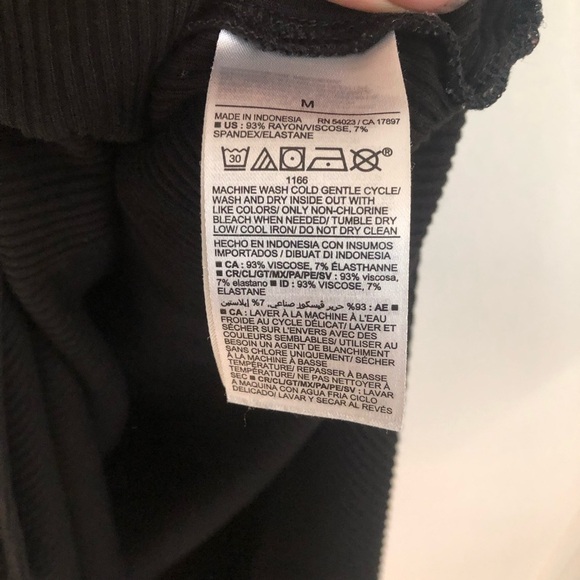 M
MADE IN INDONESIA RN 54023 / CA 17897
■ US : 93% RAYON/VISCOSE, 7%
SPANDEX/ELASTANE
30
1166
MACHINE WASH COLD GENTLE CYCLE/
WASH AND DRY INSIDE OUT WITH
LIKE COLORS/ ONLY NON-CHLORINE
BLEACH WHEN NEEDED/ TUMBLE DRY
LOW/ COOL IRON/ DO NOT DRY CLEAN
HECHO EN INDONESIA CON INSUMOS
IMPORTADOS / DIBUAT DI INDONESIA
■ CA : 93% VISCOSE, 7% ÉLASTHANNE
■ CR/CL/GT/MX/PA/PE/SV : 93% viscosa,
7% elastano ■ ID : 93% VISCOSE, 7%
ELASTANE
AE : 93% حرير فيسكوز صناعي, 7% إيلاستين
■ CA : LAVER À LA MACHINE À L'EAU
FROIDE AU CYCLE DÉLICAT/ LAVER ET
SÉCHER SUR L'ENVERS AVEC DES
COULEURS SEMBLABLES/ UTILISER AU
BESOIN UN AGENT DE BLANCHIMENT
SANS CHLORE UNIQUEMENT/ SÉCHER
À LA MACHINE À BASSE
TEMPÉRATURE/ REPASSER À BASSE
TEMPÉRATURE/ NE PAS NETTOYER À
SEC ■ CR/CL/GT/MX/PA/PE/SV : LAVAR
A MAQUINA CON AGUA FRIA CICLO
DELICADO/ LAVAR Y SECAR AL REVÉS